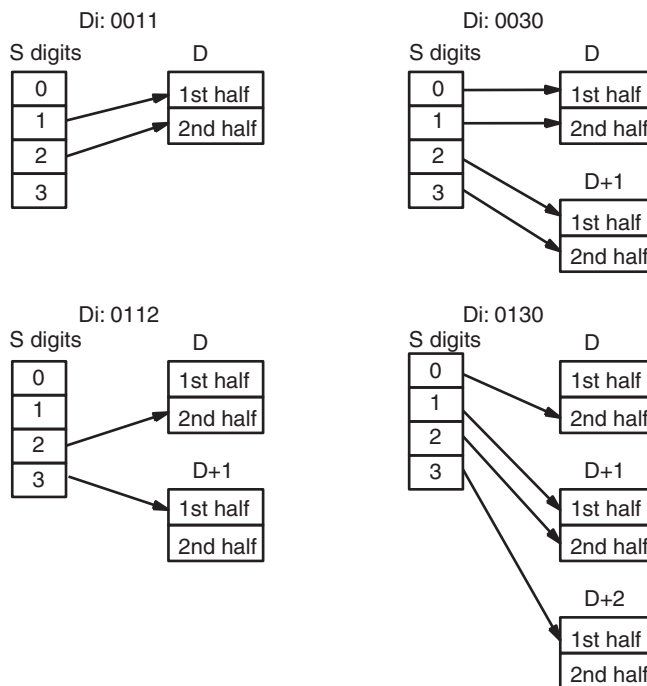 Di: 0011
S digits
D
0
1
2
3
1st half
2nd half
Di: 0030
S digits
D
0
1
2
3
1st half
2nd half
D+1
1st half
2nd half
Di: 0112
S digits
D
0
1
2
3
1st half
2nd half
D+1
1st half
2nd half
Di: 0130
S digits
D
0
1
2
3
1st half
2nd half
D+1
1st half
2nd half
D+2
1st half
2nd half